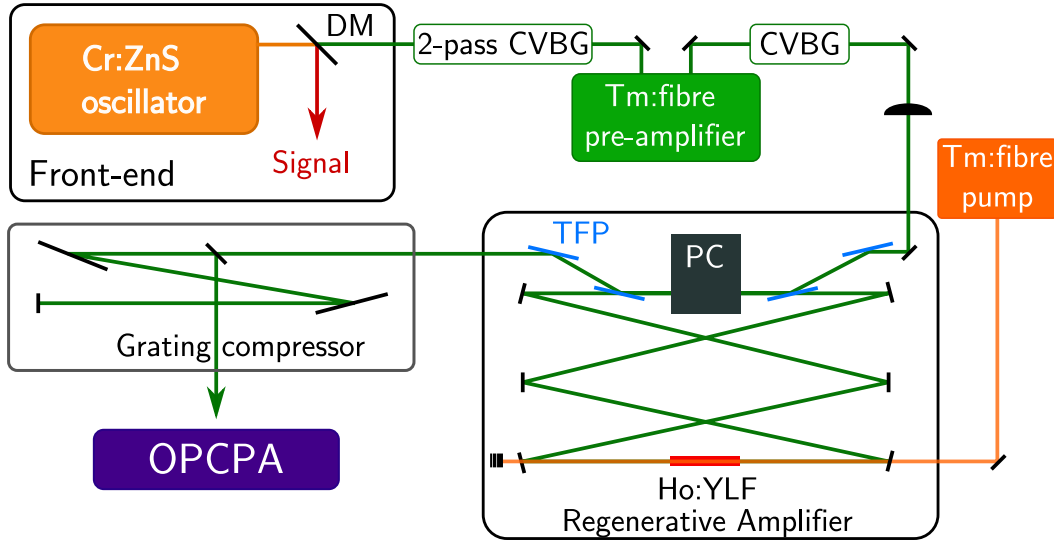 DM
2-pass CVBG
CVBG
Cr:ZnS
oscillator
Tm:fibre
pre-amplifier
Signal
Front-end
Tm:fibre
pump
TFP
PC
Grating compressor
OPCPA
Ho:YLF
Regenerative Amplifier